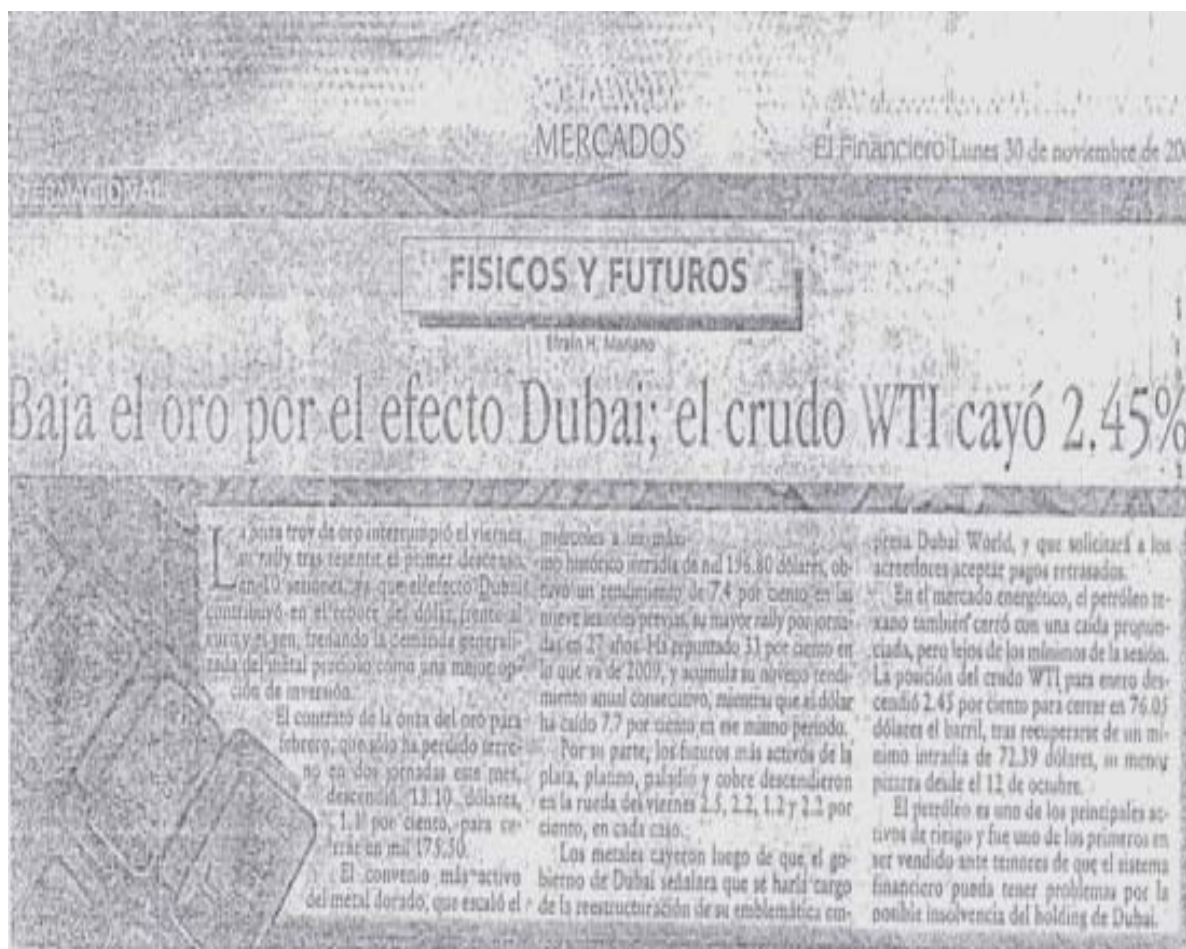 MERCADOS
El Financiero Lunes 30 de noviembre de 20
INTERNACIONAL
FISICOS Y FUTUROS
Efraín H. Mariano
Baja el oro por el efecto Dubai; el crudo WTI cayó 2.45%
La onza troy de oro interrumpió el viernes
su rally tras resentir el primer descenso
en 10 sesiones, ya que el efecto Dubai
contribuyó en el rebote del dólar frente al
euro y el yen, frenando la demanda generali-
zada del metal precioso como una mejor op-
ción de inversión.
El contrato de la onza del oro para
febrero, que sólo ha perdido terre-
no en dos jornadas este mes,
descendió 13.10 dólares,
1.1 por ciento, para ce-
rrar en mil 175.50.
El convenio más activo
del metal dorado, que escaló el
miércoles a un máxi-
mo histórico intradía de mil 196.80 dólares, ob-
tuvo un rendimiento de 7.4 por ciento en las
nueve sesiones previas, su mayor rally por jorna-
das en 27 años. Ha repuntado 33 por ciento en
lo que va de 2009, y acumula su noveno rendi-
miento anual consecutivo, mientras que el dólar
ha caído 7.7 por ciento en ese mismo periodo.
Por su parte, los futuros más activos de la
plata, platino, paladio y cobre descendieron
en la rueda del viernes 2.5, 2.2, 1.2 y 2.2 por
ciento, en cada caso.
Los metales cayeron luego de que el go-
bierno de Dubai señalara que se haría cargo
de la reestructuración de su emblemática em-
presa Dubai World, y que solicitará a los
acreedores aceptar pagos retrasados.
En el mercado energético, el petróleo te-
xano también cerró con una caída pronun-
ciada, pero lejos de los mínimos de la sesión.
La posición del crudo WTI para enero des-
cendió 2.45 por ciento para cerrar en 76.05
dólares el barril, tras recuperarse de un mí-
nimo intradía de 72.39 dólares, su menor
pizarra desde el 12 de octubre.
El petróleo es uno de los principales ac-
tivos de riesgo y fue uno de los primeros en
ser vendido ante temores de que el sistema
financiero pueda tener problemas por la
posible insolvencia del holding de Dubai.